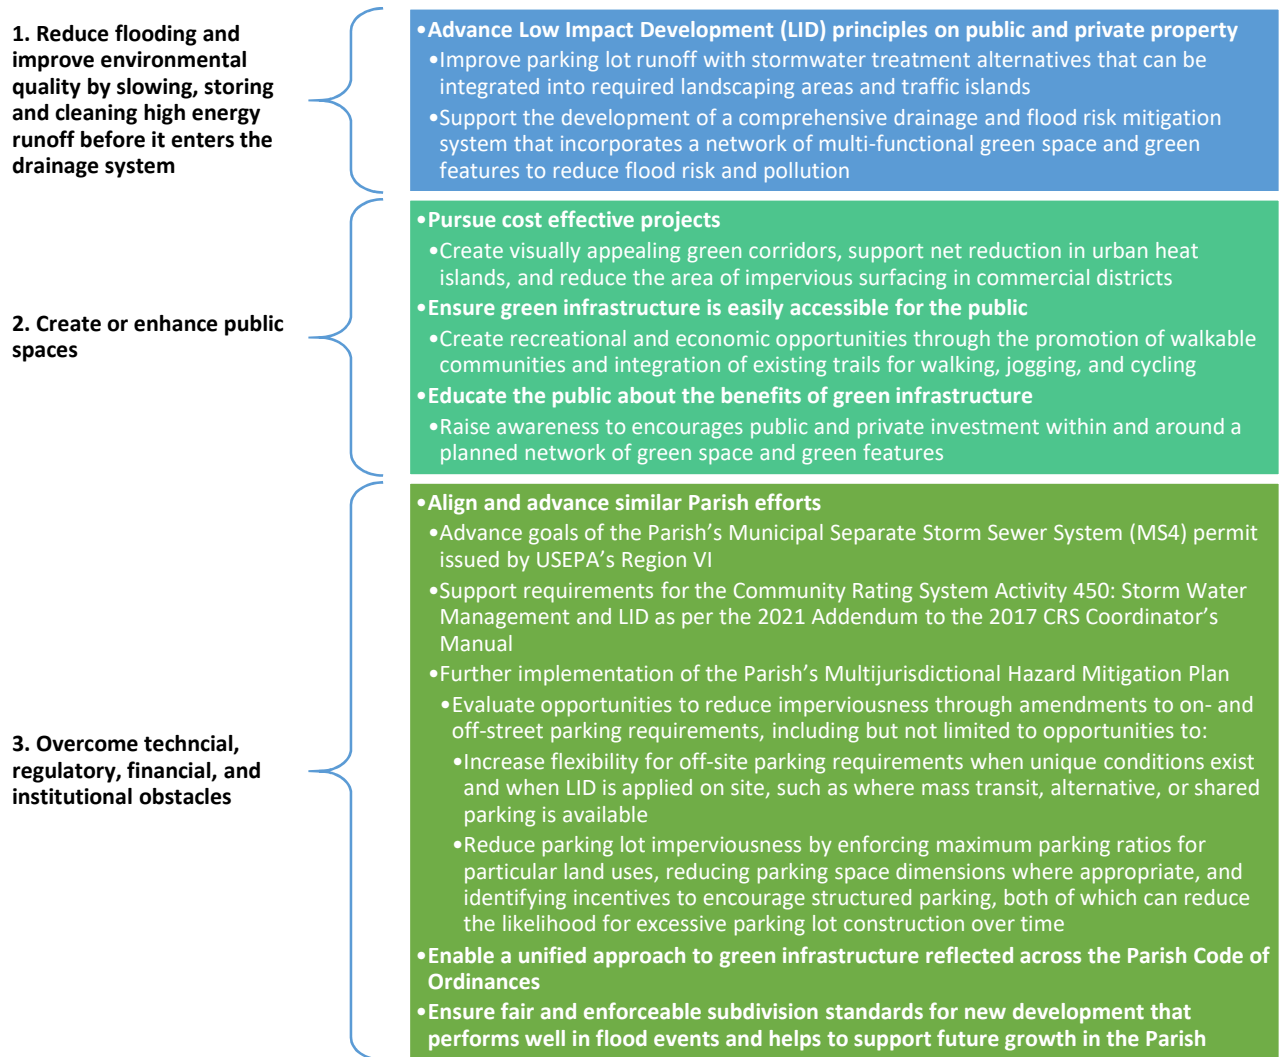 1. Reduce flooding and
improve environmental
quality by slowing, storing
and cleaning high energy
runoff before it enters the
drainage system
•Advance Low Impact Development (LID) principles on public and private property
•Improve parking lot runoff with stormwater treatment alternatives that can be
integrated into required landscaping areas and traffic islands
•Support the development of a comprehensive drainage and flood risk mitigation
system that incorporates a network of multi-functional green space and green
features to reduce flood risk and pollution
2. Create or enhance public
spaces
•Pursue cost effective projects
•Create visually appealing green corridors, support net reduction in urban heat
islands, and reduce the area of impervious surfacing in commercial districts
•Ensure green infrastructure is easily accessible for the public
•Create recreational and economic opportunities through the promotion of walkable
communities and integration of existing trails for walking, jogging, and cycling
•Educate the public about the benefits of green infrastructure
•Raise awareness to encourages public and private investment within and around a
planned network of green space and green features
3. Overcome techncial,
regulatory, financial, and
institutional obstacles
•Align and advance similar Parish efforts
•Advance goals of the Parish's Municipal Separate Storm Sewer System (MS4) permit
issued by USEPA's Region VI
•Support requirements for the Community Rating System Activity 450: Storm Water
Management and LID as per the 2021 Addendum to the 2017 CRS Coordinator's
Manual
•Further implementation of the Parish's Multijurisdictional Hazard Mitigation Plan
•Evaluate opportunities to reduce imperviousness through amendments to on- and
off-street parking requirements, including but not limited to opportunities to:
•Increase flexibility for off-site parking requirements when unique conditions exist
and when LID is applied on site, such as where mass transit, alternative, or shared
parking is available
•Reduce parking lot imperviousness by enforcing maximum parking ratios for
particular land uses, reducing parking space dimensions where appropriate, and
identifying incentives to encourage structured parking, both of which can reduce
the likelihood for excessive parking lot construction over time
•Enable a unified approach to green infrastructure reflected across the Parish Code of
Ordinances
•Ensure fair and enforceable subdivision standards for new development that
performs well in flood events and helps to support future growth in the Parish